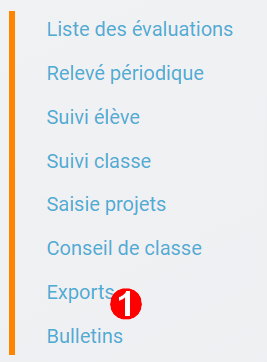 Liste des évaluations
Relevé périodique
Suivi élève
Suivi classe
Saisie projets
Conseil de classe
Exports
1
Bulletins